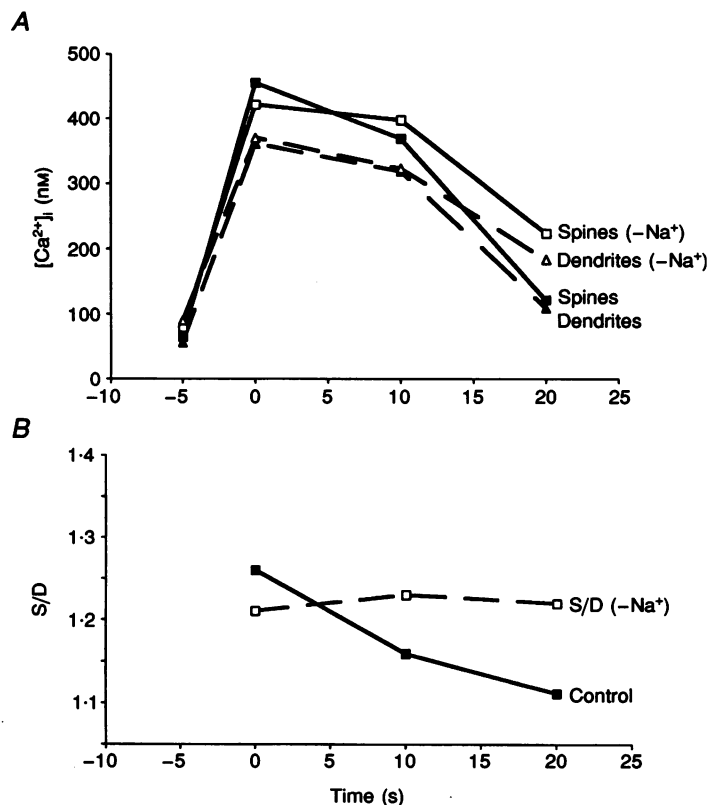 A
500
400
300
200
100
0
[Ca²⁺]ᵢ (nM)
Spines (−Na⁺)
Dendrites (−Na⁺)
Spines
Dendrites
−10 −5 0 5 10 15 20 25
B
1·4
1·3
1·2
1·1
S/D
S/D (−Na⁺)
Control
−10 −5 0 5 10 15 20 25
Time (s)